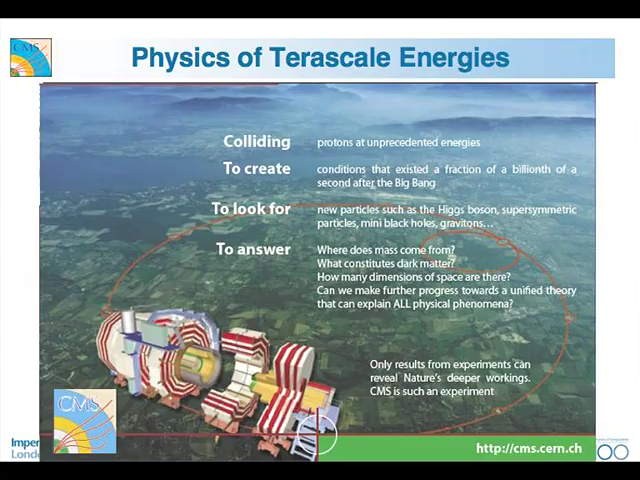 CMS
Physics of Terascale Energies
Colliding protons at unprecedented energies
To create conditions that existed a fraction of a billionth of a
second after the Big Bang
To look for new particles such as the Higgs boson, supersymmetric
particles, mini black holes, gravitons...
To answer Where does mass come from?
What constitutes dark matter?
How many dimensions of space are there?
Can we make further progress towards a unified theory
that can explain ALL physical phenomena?
Only results from experiments can
reveal Nature's deeper workings.
CMS is such an experiment
CMS
http://cms.cern.ch